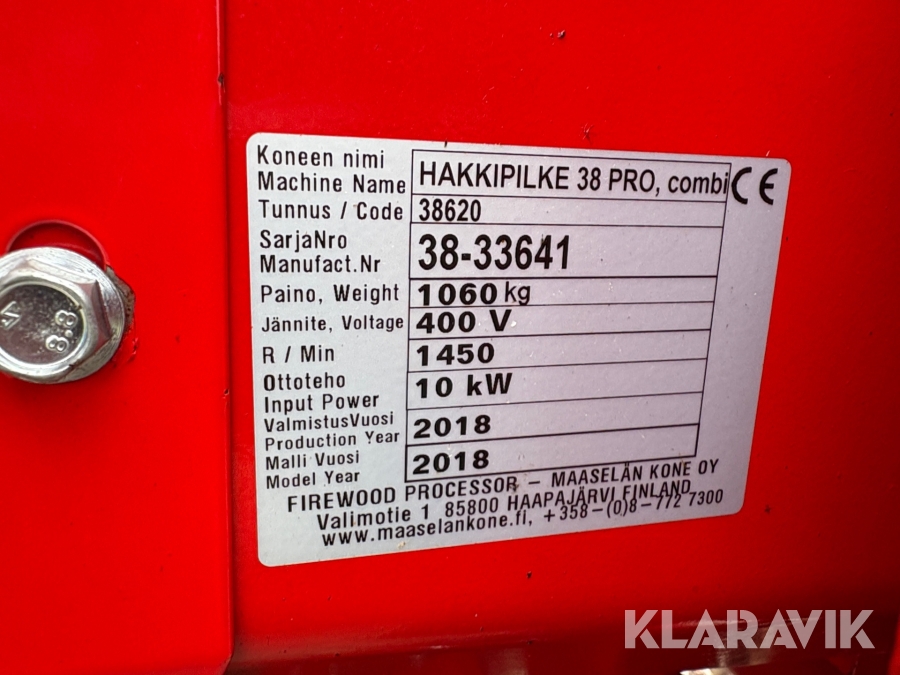 Koneen nimi
Machine Name
HAKKIPILKE 38 PRO, combi
CE
Tunnus / Code
38620
SarjaNro
Manufact.Nr
38-33641
Paino, Weight
1060 kg
Jännite, Voltage
400 V
R / Min
1450
Ottoteho
Input Power
10 kW
ValmistusVuosi
Production Year
2018
Malli Vuosi
Model Year
2018
FIREWOOD PROCESSOR – MAASELÄN KONE OY
Valimotie 1 85800 HAAPAJÄRVI FINLAND
www.maaselankone.fi, +358–(0)8–772 7300
8.8
KLARAVIK